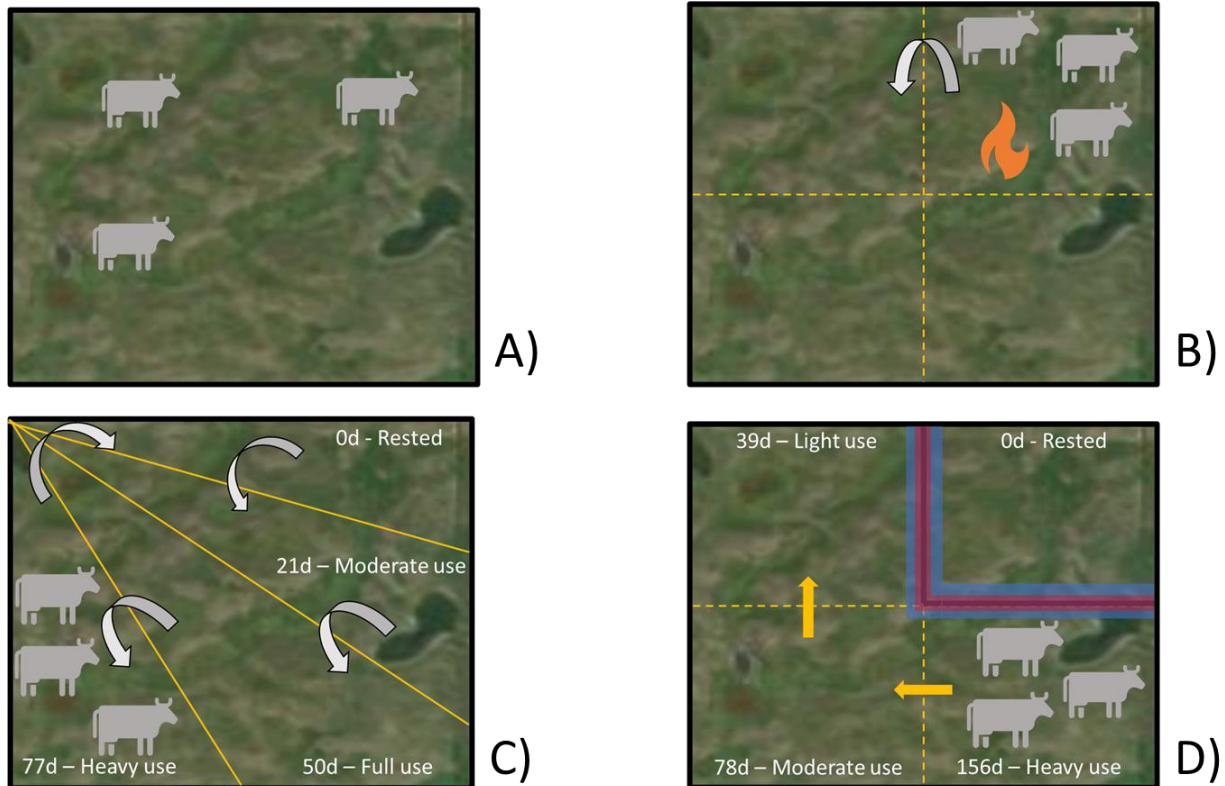 A)
B)
0d - Rested
21d – Moderate use
77d – Heavy use
50d – Full use
C)
39d – Light use
0d - Rested
78d – Moderate use
156d – Heavy use
D)